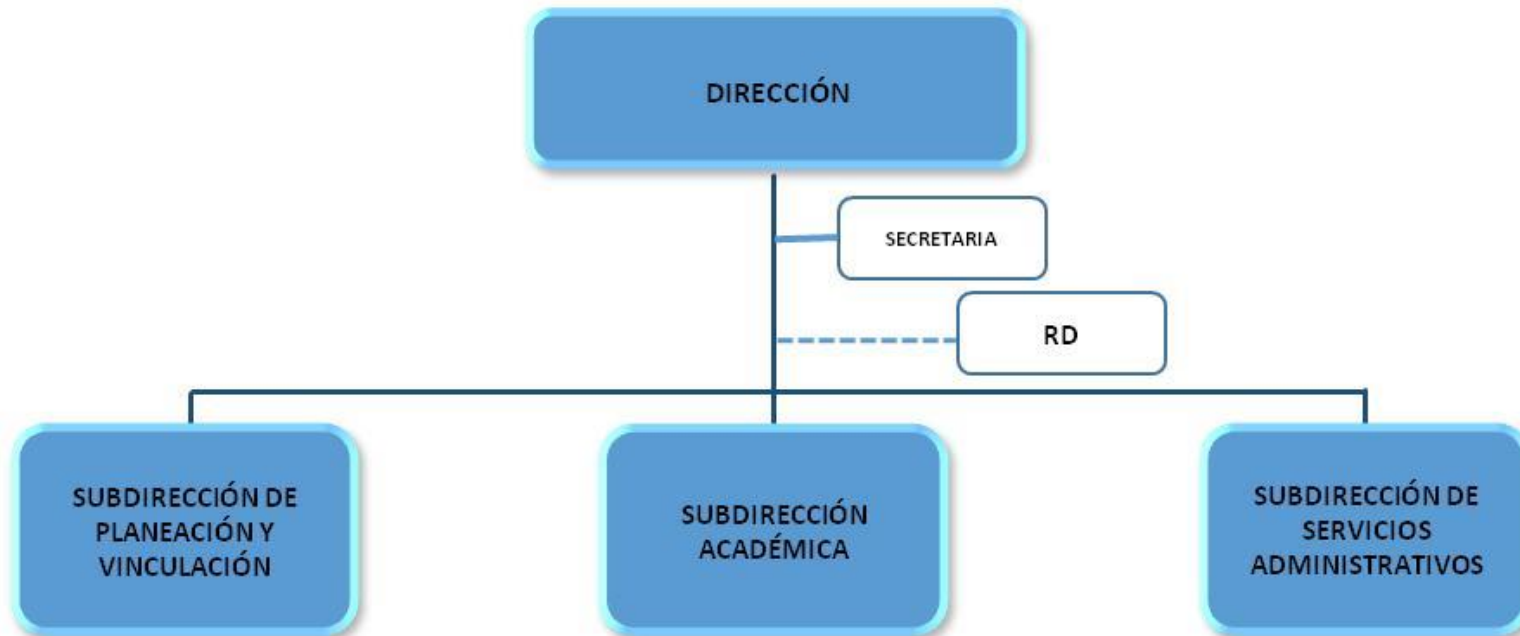 DIRECCIÓN
SECRETARIA
RD
SUBDIRECCIÓN DE
PLANEACIÓN Y
VINCULACIÓN
SUBDIRECCIÓN
ACADÉMICA
SUBDIRECCIÓN DE
SERVICIOS
ADMINISTRATIVOS